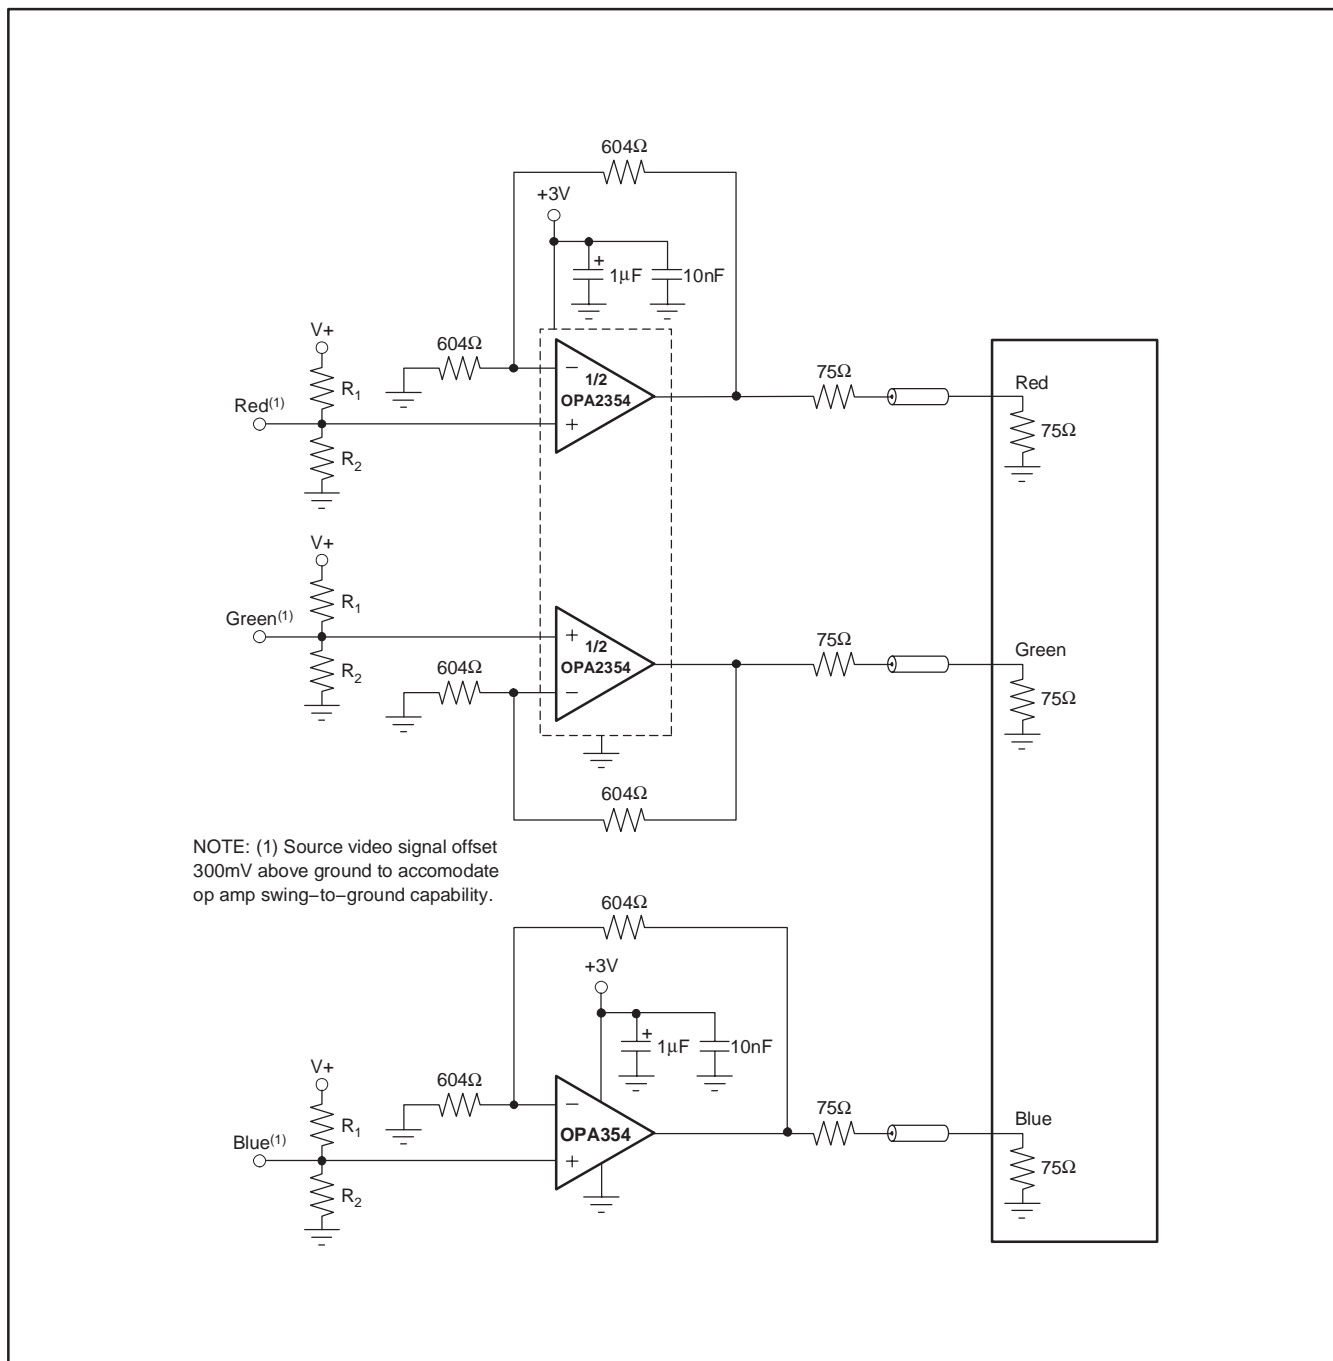 604Ω
+3V
+
1μF
10nF
V+
604Ω
R1
Red(1)
R2
−
1/2
OPA2354
+
75Ω
Red
75Ω
V+
R1
Green(1)
R2
604Ω
+
1/2
OPA2354
−
75Ω
Green
75Ω
604Ω
NOTE: (1) Source video signal offset
300mV above ground to accomodate
op amp swing−to−ground capability.
604Ω
+3V
+
1μF
10nF
V+
604Ω
R1
Blue(1)
R2
−
OPA354
+
75Ω
Blue
75Ω